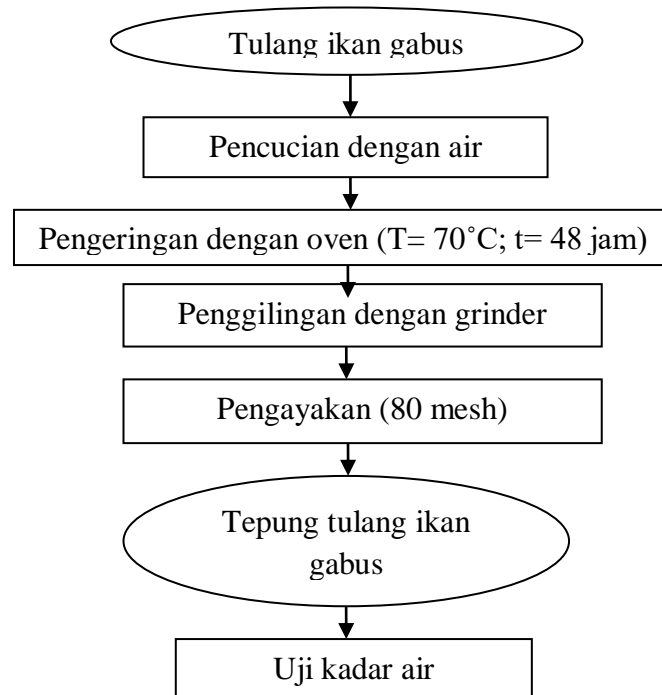 Tulang ikan gabus
Pencucian dengan air
Pengeringan dengan oven (T= 70˚C; t= 48 jam)
Penggilingan dengan grinder
Pengayakan (80 mesh)
Tepung tulang ikan
gabus
Uji kadar air